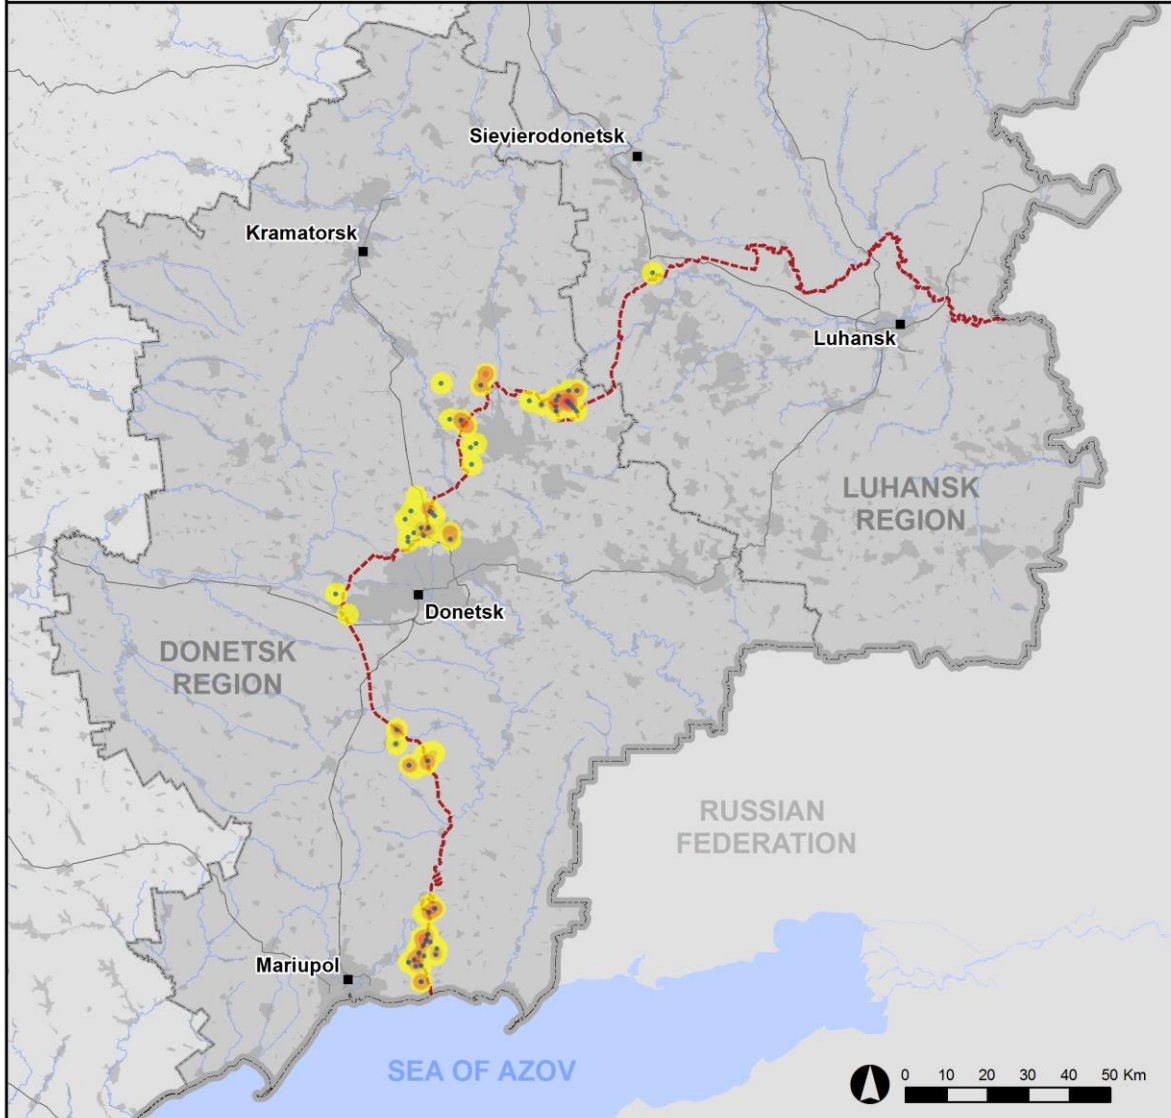 Sievierodonetsk
Kramatorsk
Luhansk
LUHANSK
REGION
Donetsk
DONETSK
REGION
RUSSIAN
FEDERATION
Mariupol
SEA OF AZOV
0 10 20 30 40 50 Km